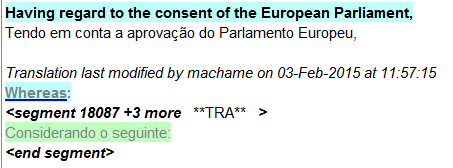 Having regard to the consent of the European Parliament,
Tendo em conta a aprovação do Parlamento Europeu,
Translation last modified by machame on 03-Feb-2015 at 11:57:15
Whereas:
<segment 18087 +3 more **TRA** >
Considerando o seguinte:
<end segment>